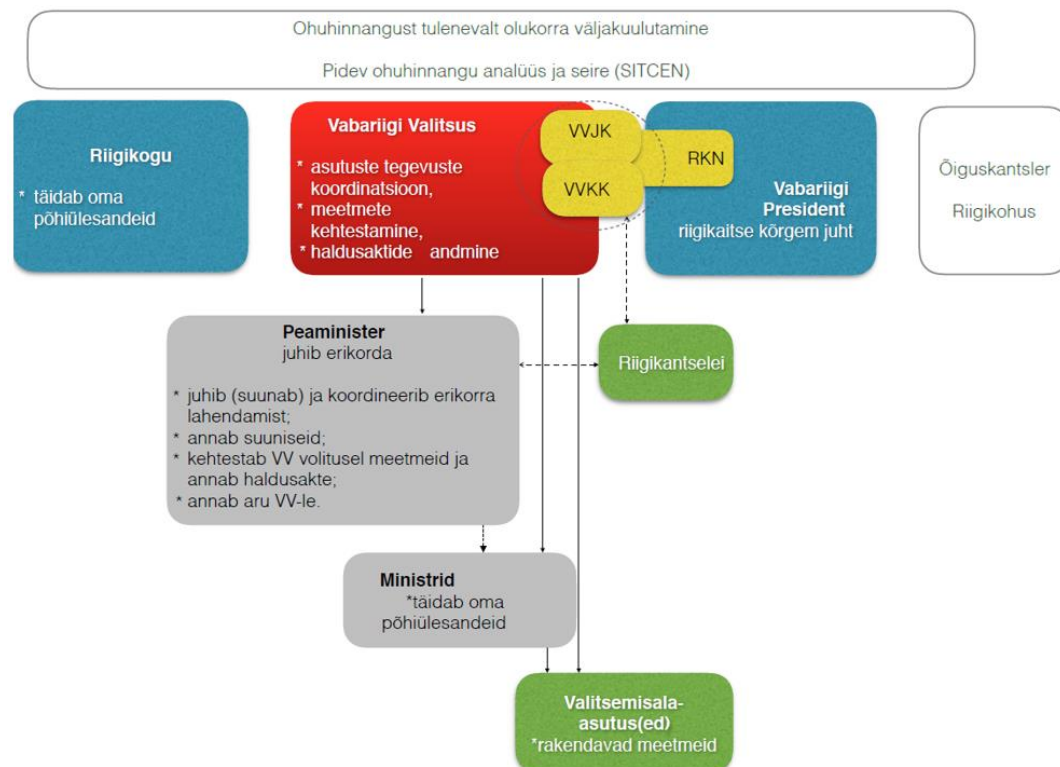 Ohuhinnangust tulenevalt olukorra väljakuulutamine
Pidev ohuhinnangu analüüs ja seire (SITCEN)
Riigikogu
* täidab oma
põhiülesandeid
Vabariigi Valitsus
* asutuste tegevuste
koordinatsioon,
* meetmete
kehtestamine,
* haldusaktide andmine
VVJK
VVKK
RKN
Vabariigi
President
riigikaitse kõrgem juht
Õiguskantsler
Riigikohus
Peaminister
juhib erikorda
* juhib (suunab) ja koordineerib erikorra
lahendamist;
* annab suuniseid;
* kehtestab VV volitusel meetmeid ja
annab haldusakte;
* annab aru VV-le.
Riigikantselei
Ministrid
*täidab oma
põhiülesandeid
Valitsemisala-
asutus(ed)
*rakendavad meetmeid